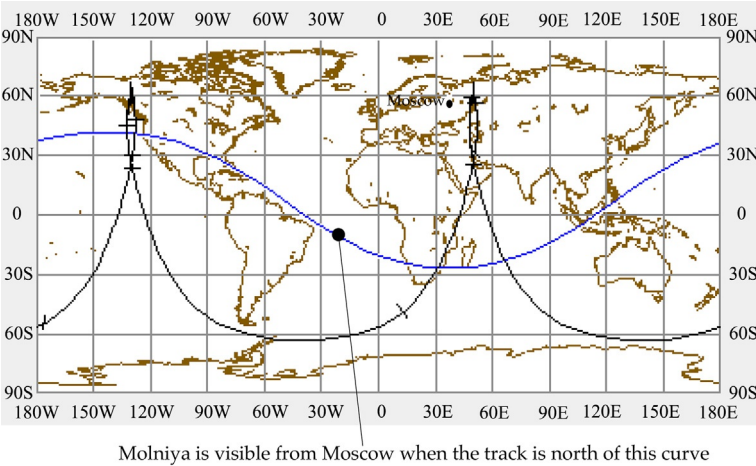 180W 150W 120W 90W 60W 30W 0 30E 60E 90E 120E 150E 180E
90N 90N
60N 60N
Moscow
30N 30N
0 0
30S 30S
60S 60S
90S 90S
180W 150W 120W 90W 60W 30W 0 30E 60E 90E 120E 150E 180E
Molniya is visible from Moscow when the track is north of this curve